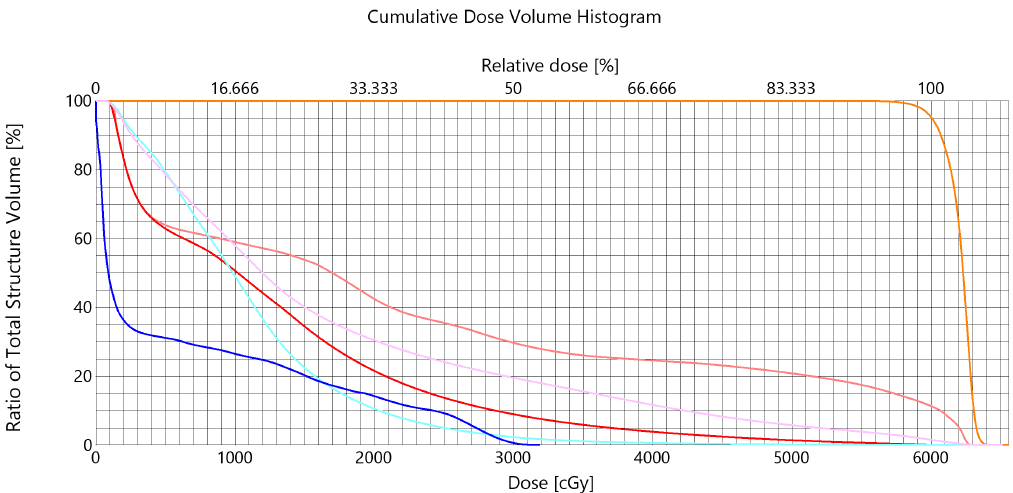 Cumulative Dose Volume Histogram
Relative dose [%]
0 16.666 33.333 50 66.666 83.333 100
Ratio of Total Structure Volume [%]
100
80
60
40
20
0
0 1000 2000 3000 4000 5000 6000
Dose [cGy]